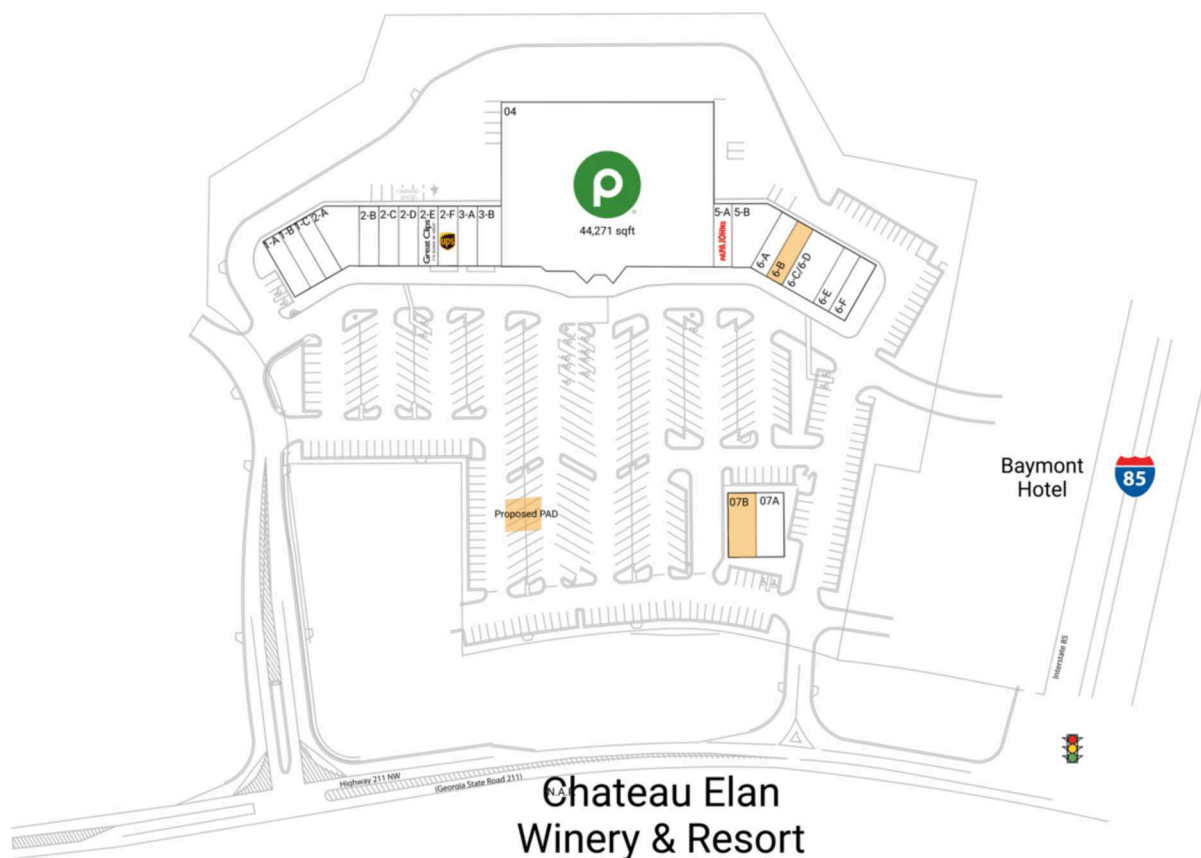 04
44,271 sqft
1-A
1-B
1-C
2-A
2-B
2-C
2-D
2-E
2-F
3-A
3-B
Great Clips
ups
5-A
5-B
PAPA JOHNS
6-A
6-B
6-C/6-D
6-E
6-F
Baymont
Hotel
85
Proposed PAD
07B
07A
Interstate 85
Highway 211 NW
(Georgia State Road 211)
N.A.P.
Chateau Elan
Winery & Resort